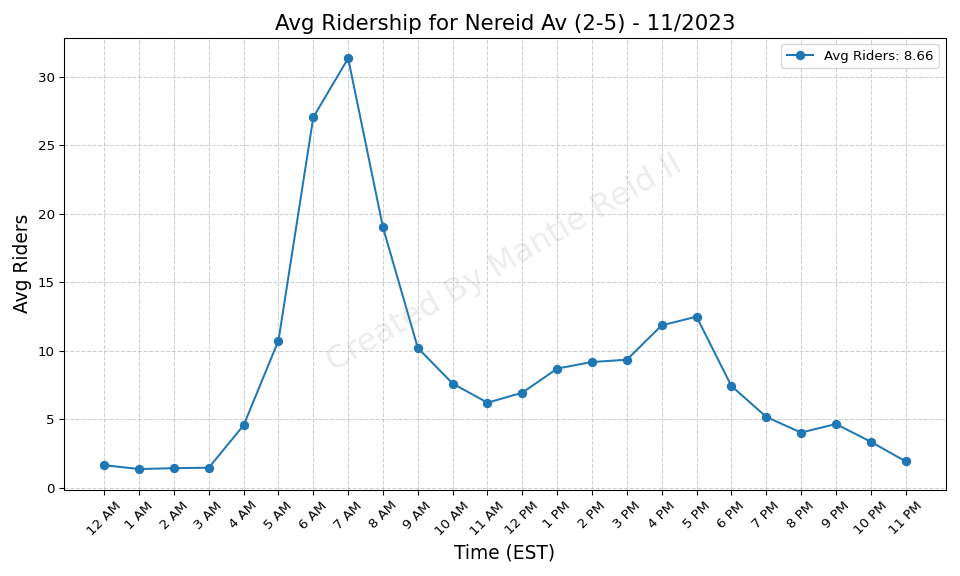 Avg Ridership for Nereid Av (2-5) - 11/2023
Avg Riders: 8.66
Avg Riders
30
25
20
15
10
5
0
Created By Mantie Reid II
12 AM
1 AM
2 AM
3 AM
4 AM
5 AM
6 AM
7 AM
8 AM
9 AM
10 AM
11 AM
12 PM
1 PM
2 PM
3 PM
4 PM
5 PM
6 PM
7 PM
8 PM
9 PM
10 PM
11 PM
Time (EST)